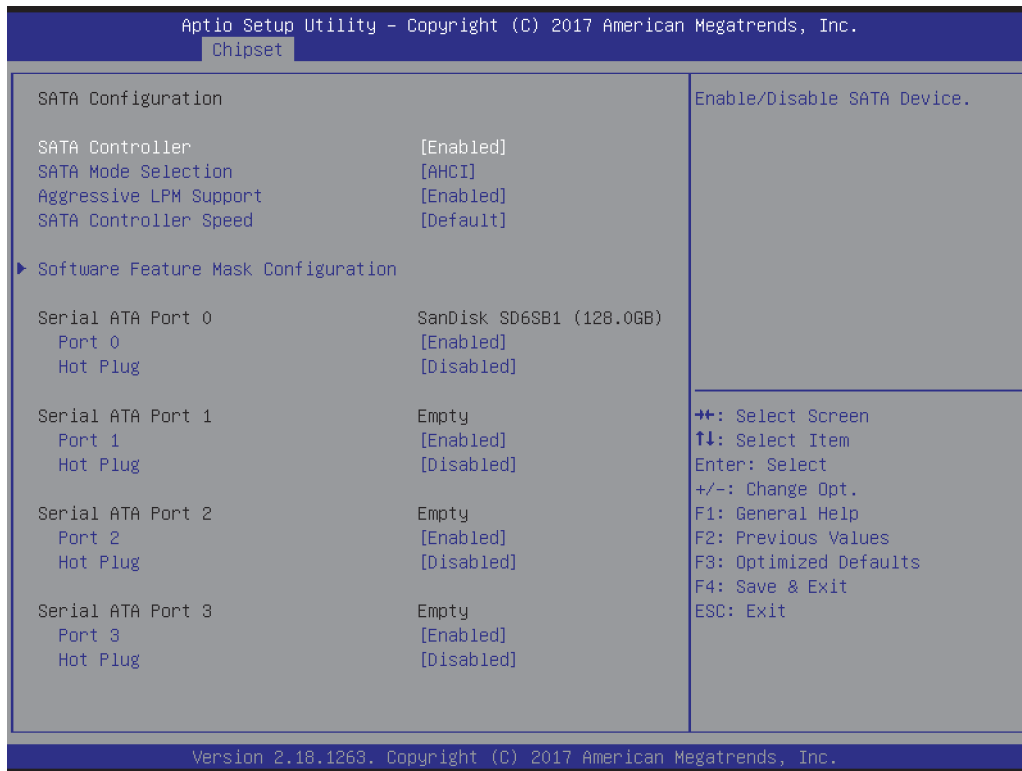 Aptio Setup Utility – Copyright (C) 2017 American Megatrends, Inc.
Chipset
SATA Configuration
SATA Controller [Enabled]
SATA Mode Selection [AHCI]
Aggressive LPM Support [Enabled]
SATA Controller Speed [Default]
▶ Software Feature Mask Configuration
Serial ATA Port 0 SanDisk SD6SB1 (128.0GB)
Port 0 [Enabled]
Hot Plug [Disabled]
Serial ATA Port 1 Empty
Port 1 [Enabled]
Hot Plug [Disabled]
Serial ATA Port 2 Empty
Port 2 [Enabled]
Hot Plug [Disabled]
Serial ATA Port 3 Empty
Port 3 [Enabled]
Hot Plug [Disabled]
Enable/Disable SATA Device.
→←: Select Screen
↑↓: Select Item
Enter: Select
+/-: Change Opt.
F1: General Help
F2: Previous Values
F3: Optimized Defaults
F4: Save & Exit
ESC: Exit
Version 2.18.1263. Copyright (C) 2017 American Megatrends, Inc.